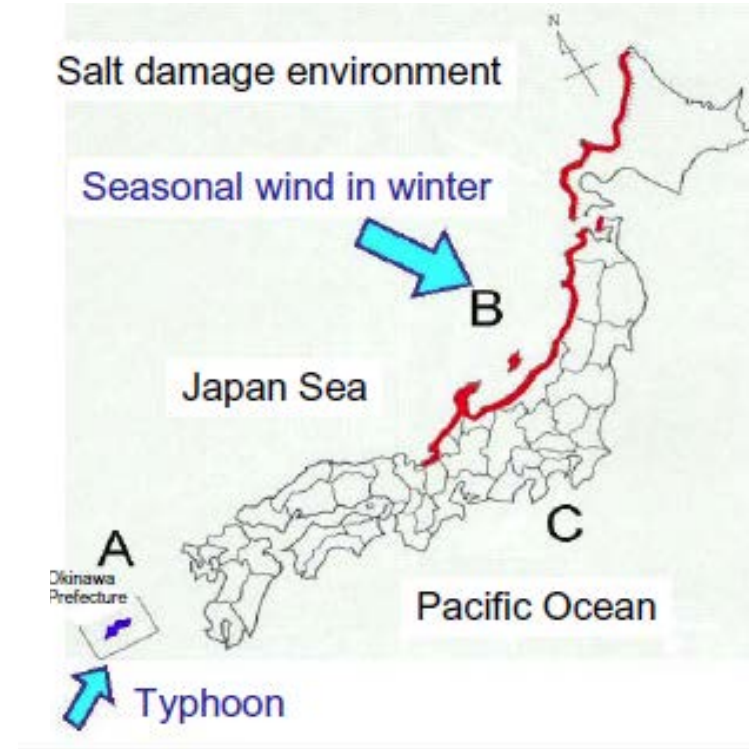 N
Salt damage environment
Seasonal wind in winter
B
Japan Sea
A
C
Okinawa
Prefecture
Pacific Ocean
Typhoon